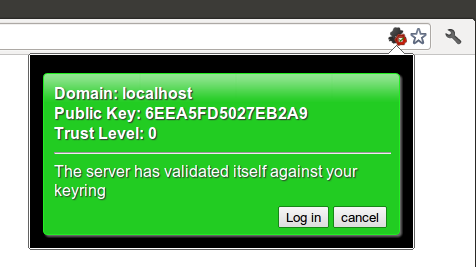 Domain: localhost
Public Key: 6EEA5FD5027EB2A9
Trust Level: 0
The server has validated itself against your
keyring
Log in cancel